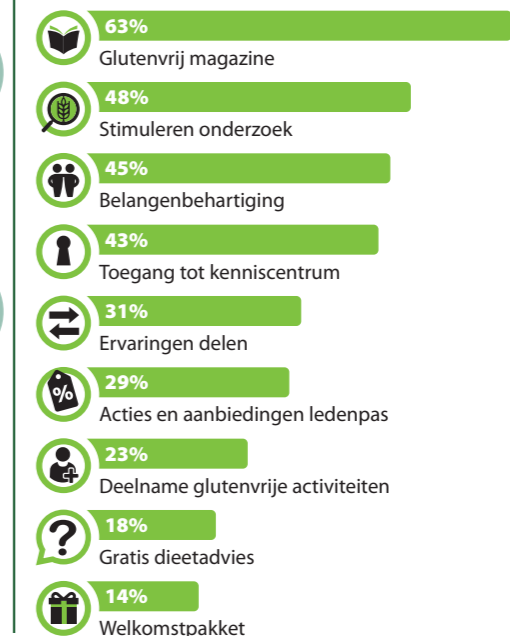 63%
Glutenvrij magazine
48%
Stimuleren onderzoek
45%
Belangenbehartiging
43%
Toegang tot kenniscentrum
31%
Ervaringen delen
%
29%
Acties en aanbiedingen ledenpas
23%
Deelname glutenvrije activiteiten
?
18%
Gratis dieetadvies
14%
Welkomstpakket